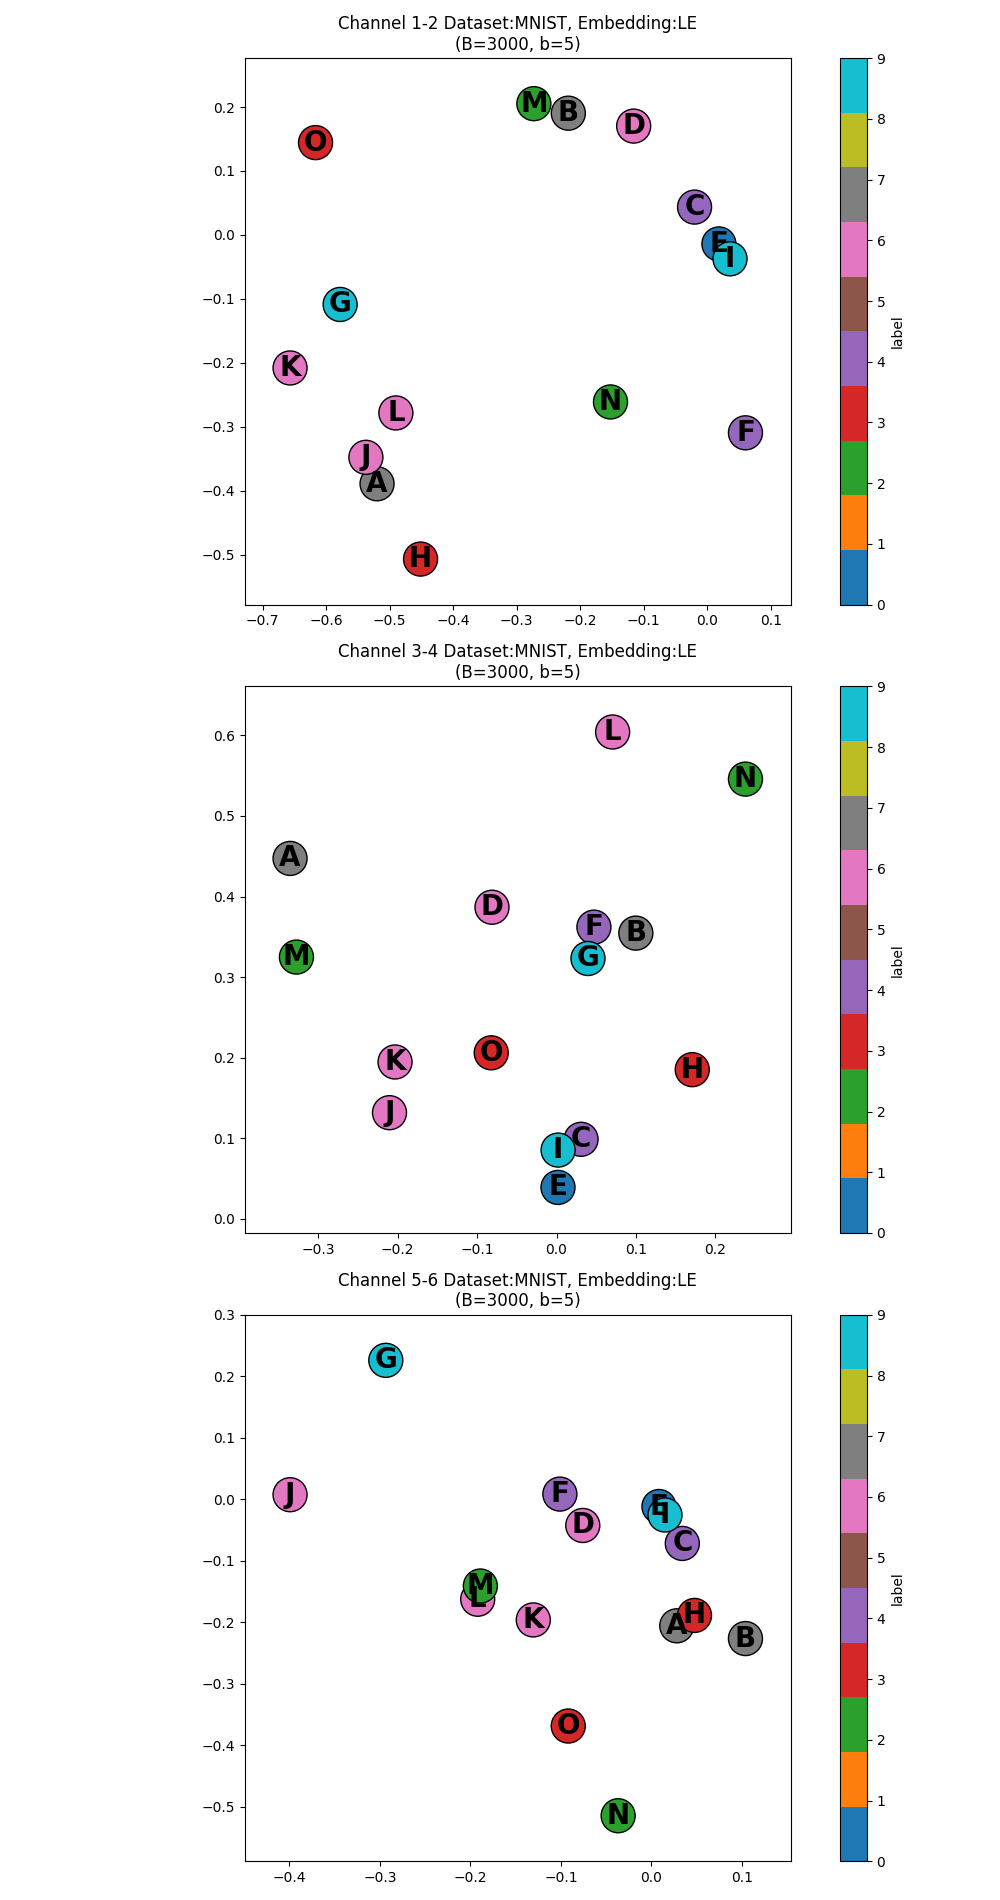 Channel 1-2 Dataset:MNIST, Embedding:LE
(B=3000, b=5)
M B D
O
C
E
I
G
K
L
N
F
J
A
H
0.2
0.1
0.0
−0.1
−0.2
−0.3
−0.4
−0.5
−0.7 −0.6 −0.5 −0.4 −0.3 −0.2 −0.1 0.0 0.1
9
8
7
6
5
4
3
2
1
0
label
Channel 3-4 Dataset:MNIST, Embedding:LE
(B=3000, b=5)
L
N
A
D
F B
M G
K O H
J
I C
E
0.6
0.5
0.4
0.3
0.2
0.1
0.0
−0.3 −0.2 −0.1 0.0 0.1 0.2
9
8
7
6
5
4
3
2
1
0
label
Channel 5-6 Dataset:MNIST, Embedding:LE
(B=3000, b=5)
G
J F E
I
D
C
M
L
K A H B
O
N
0.3
0.2
0.1
0.0
−0.1
−0.2
−0.3
−0.4
−0.5
−0.4 −0.3 −0.2 −0.1 0.0 0.1
9
8
7
6
5
4
3
2
1
0
label